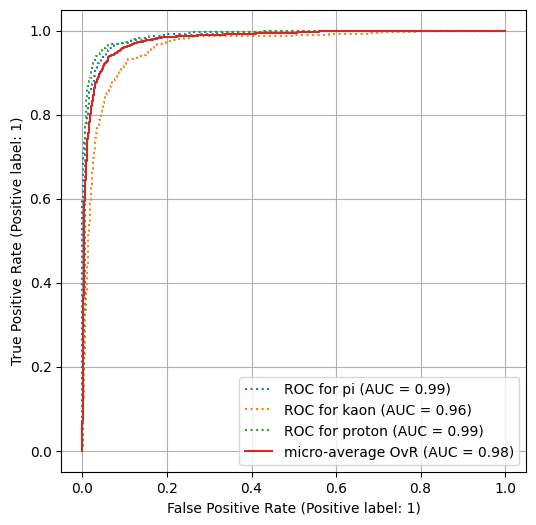 1.0
0.8
0.6
0.4
0.2
0.0
True Positive Rate (Positive label: 1)
ROC for pi (AUC = 0.99)
ROC for kaon (AUC = 0.96)
ROC for proton (AUC = 0.99)
micro-average OvR (AUC = 0.98)
0.0 0.2 0.4 0.6 0.8 1.0
False Positive Rate (Positive label: 1)